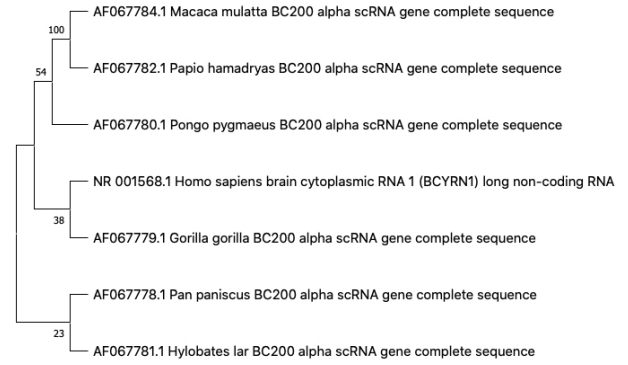 AF067784.1 Macaca mulatta BC200 alpha scRNA gene complete sequence
100
AF067782.1 Papio hamadryas BC200 alpha scRNA gene complete sequence
54
AF067780.1 Pongo pygmaeus BC200 alpha scRNA gene complete sequence
NR 001568.1 Homo sapiens brain cytoplasmic RNA 1 (BCYRN1) long non-coding RNA
38
AF067779.1 Gorilla gorilla BC200 alpha scRNA gene complete sequence
AF067778.1 Pan paniscus BC200 alpha scRNA gene complete sequence
23
AF067781.1 Hylobates lar BC200 alpha scRNA gene complete sequence